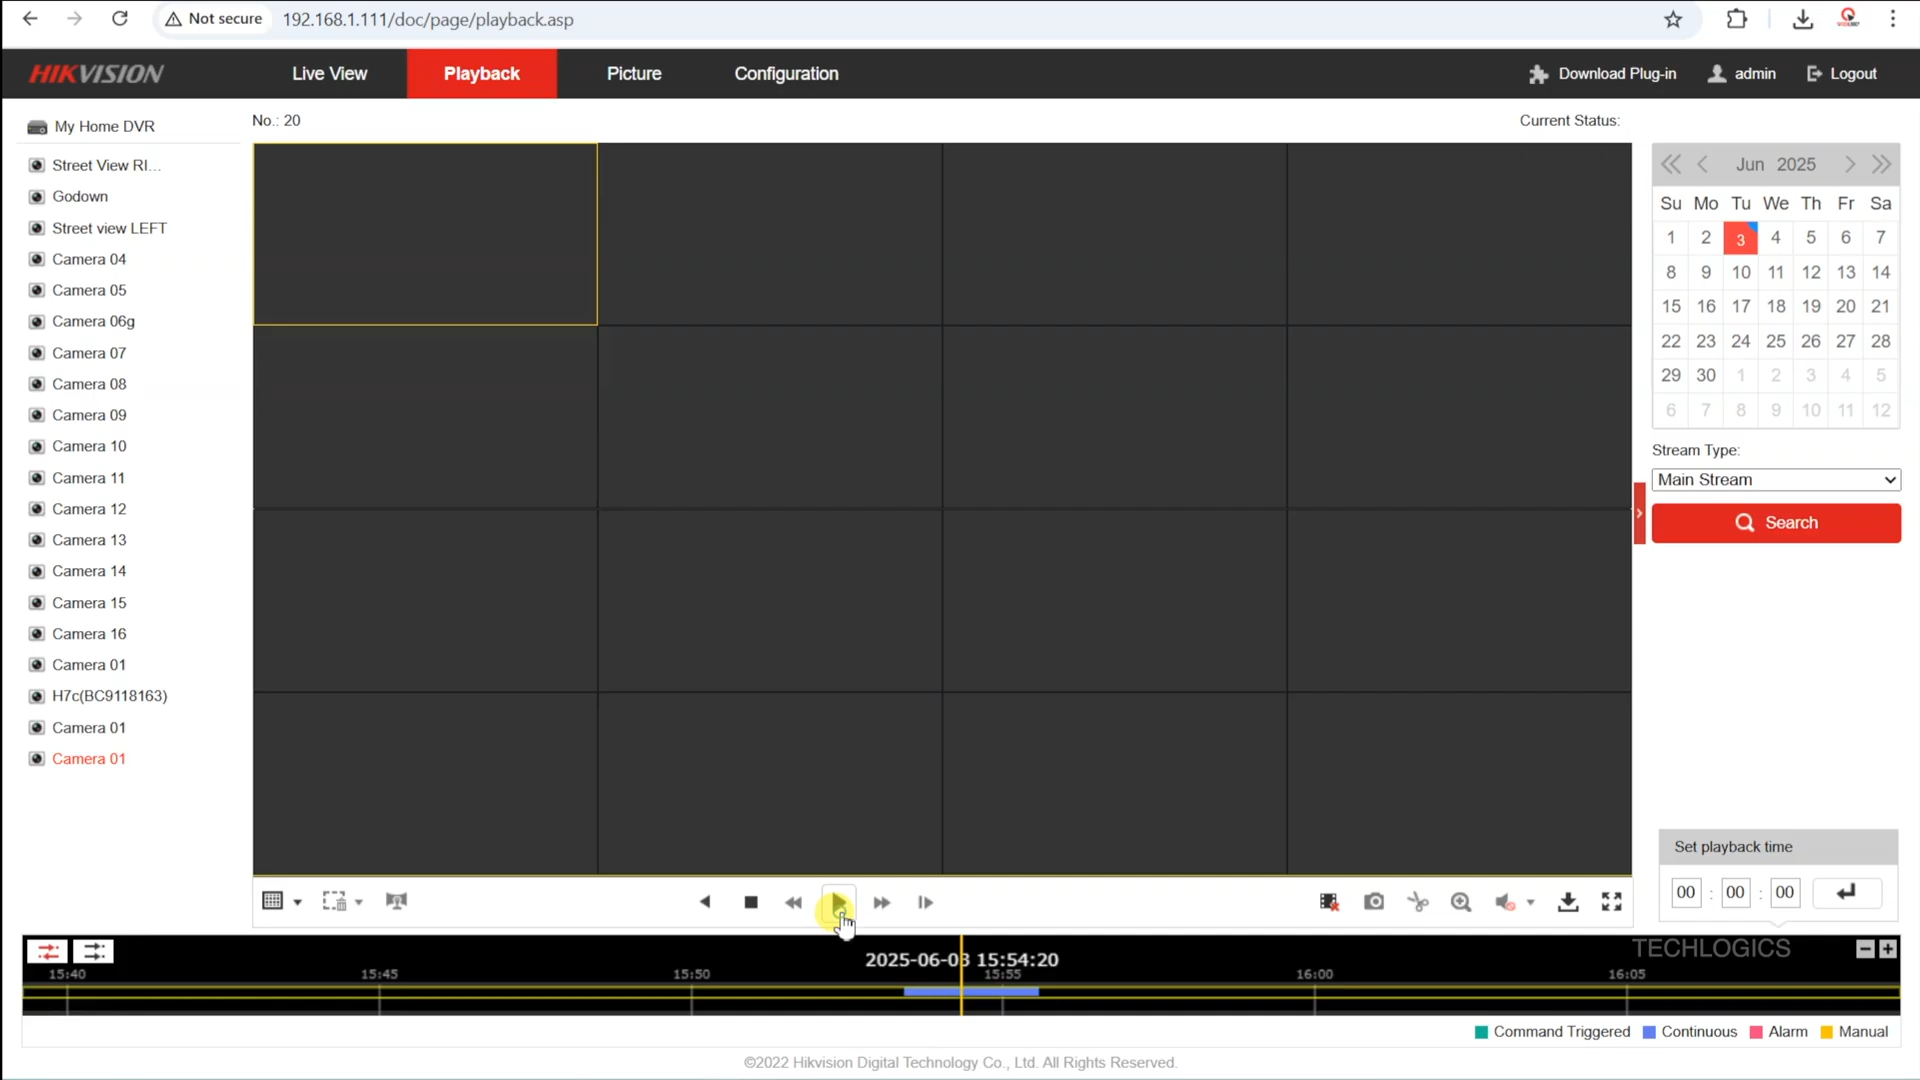 Not secure
192.168.1.111/doc/page/playback.asp
HIKVISION
Live View
Playback
Picture
Configuration
Download Plug-in
admin
Logout
My Home DVR
No.: 20
Current Status:
Street View RI...
Godown
Street view LEFT
Camera 04
Camera 05
Camera 06g
Camera 07
Camera 08
Camera 09
Camera 10
Camera 11
Camera 12
Camera 13
Camera 14
Camera 15
Camera 16
Camera 01
H7c(BC9118163)
Camera 01
Camera 01
Jun 2025
Su Mo Tu We Th Fr Sa
1 2 3 4 5 6 7
8 9 10 11 12 13 14
15 16 17 18 19 20 21
22 23 24 25 26 27 28
29 30 1 2 3 4 5
6 7 8 9 10 11 12
Stream Type:
Main Stream
Search
Set playback time
00 : 00 : 00
TECHLOGICS
2025-06-03 15:54:20
15:40 15:45 15:50 15:55 16:00 16:05
Command Triggered Continuous Alarm Manual
©2022 Hikvision Digital Technology Co., Ltd. All Rights Reserved.